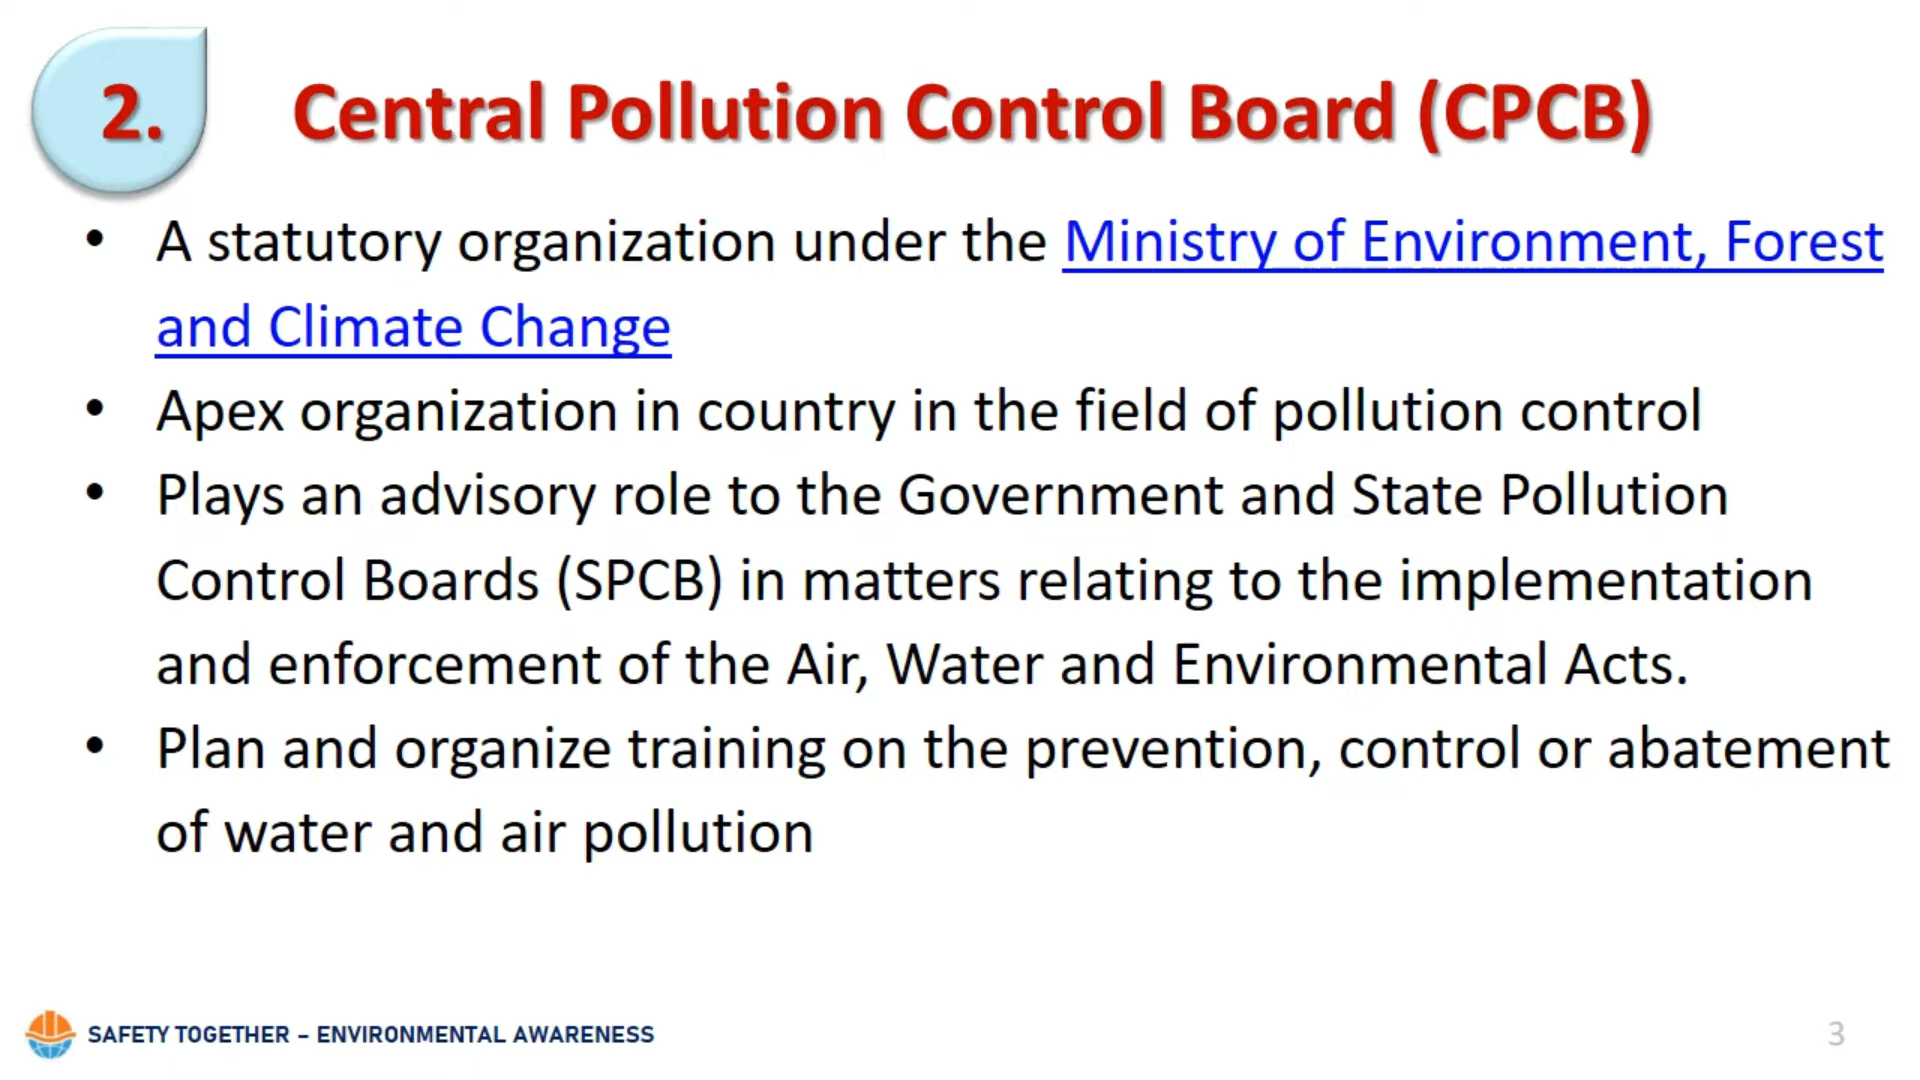 2.
Central Pollution Control Board (CPCB)
• A statutory organization under the Ministry of Environment, Forest
and Climate Change
• Apex organization in country in the field of pollution control
• Plays an advisory role to the Government and State Pollution
Control Boards (SPCB) in matters relating to the implementation
and enforcement of the Air, Water and Environmental Acts.
• Plan and organize training on the prevention, control or abatement
of water and air pollution
SAFETY TOGETHER – ENVIRONMENTAL AWARENESS
3